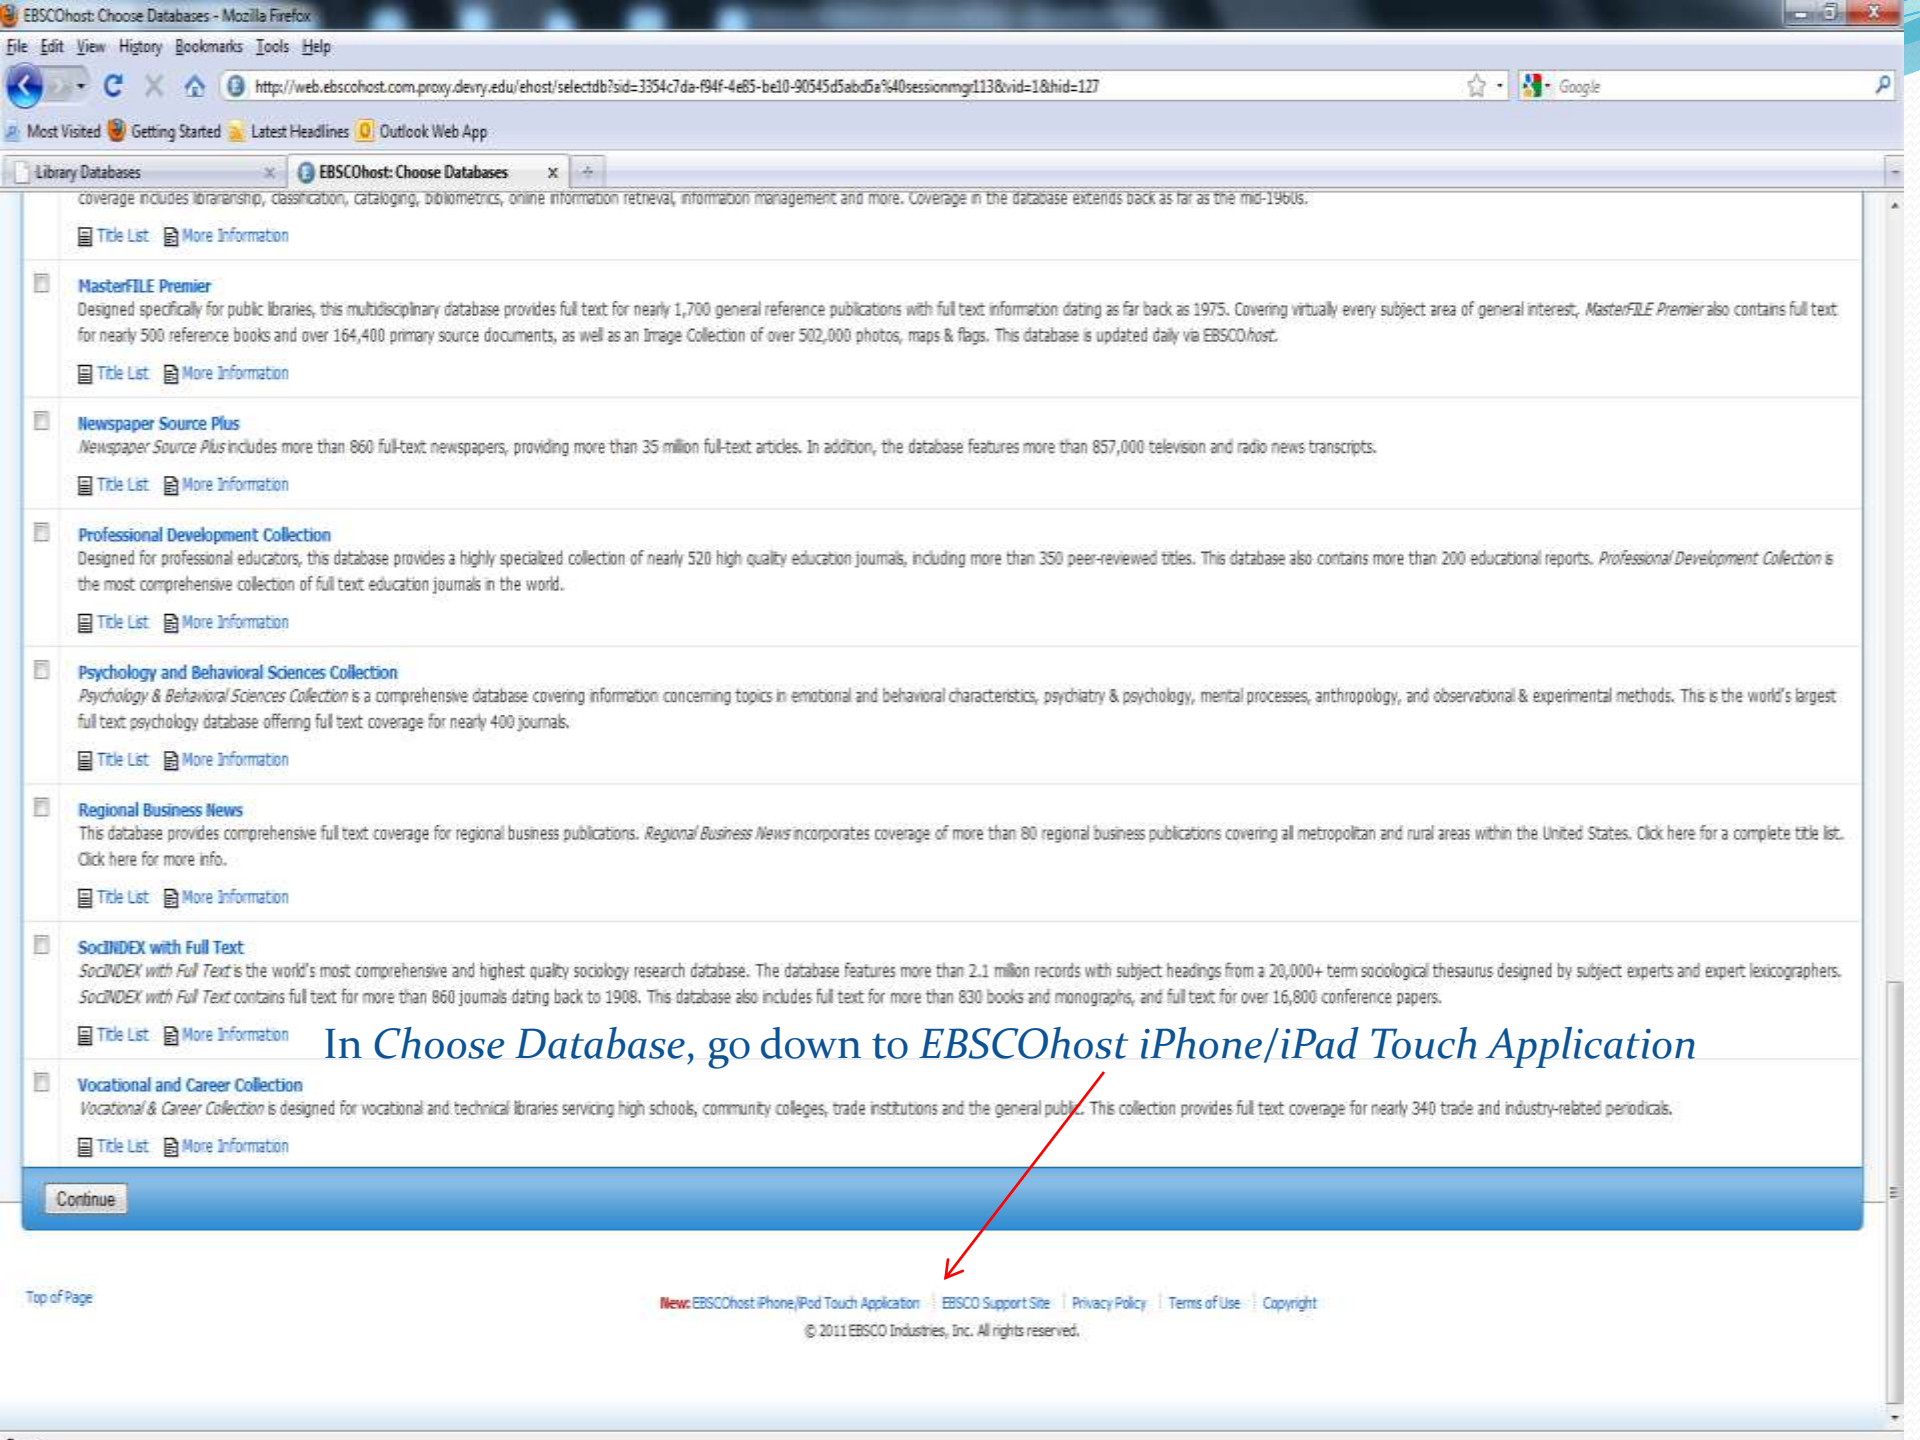 EBSCOhost: Choose Databases - Mozilla Firefox
File Edit View History Bookmarks Tools Help
http://web.ebscohost.com.proxy.devry.edu/ehost/selectdb?sid=3354c7da-f94f-4e85-be10-90545d5abd5a%40sessionmgr113&vid=1&hid=127
Google
Most Visited Getting Started Latest Headlines Outlook Web App
Library Databases EBSCOhost: Choose Databases
coverage includes librarianship, classification, cataloging, bibliometrics, online information retrieval, information management and more. Coverage in the database extends back as far as the mid-1960s.
Title List More Information
MasterFILE Premier
Designed specifically for public libraries, this multidisciplinary database provides full text for nearly 1,700 general reference publications with full text information dating as far back as 1975. Covering virtually every subject area of general interest, MasterFILE Premier also contains full text
for nearly 500 reference books and over 164,400 primary source documents, as well as an Image Collection of over 502,000 photos, maps & flags. This database is updated daily via EBSCOhost.
Title List More Information
Newspaper Source Plus
Newspaper Source Plus includes more than 860 full-text newspapers, providing more than 35 million full-text articles. In addition, the database features more than 857,000 television and radio news transcripts.
Title List More Information
Professional Development Collection
Designed for professional educators, this database provides a highly specialized collection of nearly 520 high quality education journals, including more than 350 peer-reviewed titles. This database also contains more than 200 educational reports. Professional Development Collection is
the most comprehensive collection of full text education journals in the world.
Title List More Information
Psychology and Behavioral Sciences Collection
Psychology & Behavioral Sciences Collection is a comprehensive database covering information concerning topics in emotional and behavioral characteristics, psychiatry & psychology, mental processes, anthropology, and observational & experimental methods. This is the world's largest
full text psychology database offering full text coverage for nearly 400 journals.
Title List More Information
Regional Business News
This database provides comprehensive full text coverage for regional business publications. Regional Business News incorporates coverage of more than 80 regional business publications covering all metropolitan and rural areas within the United States. Click here for a complete title list.
Click here for more info.
Title List More Information
SocINDEX with Full Text
SocINDEX with Full Text is the world's most comprehensive and highest quality sociology research database. The database features more than 2.1 million records with subject headings from a 20,000+ term sociological thesaurus designed by subject experts and expert lexicographers.
SocINDEX with Full Text contains full text for more than 860 journals dating back to 1908. This database also includes full text for more than 830 books and monographs, and full text for over 16,800 conference papers.
Title List More Information
In Choose Database, go down to EBSCOhost iPhone/iPad Touch Application
Vocational and Career Collection
Vocational & Career Collection is designed for vocational and technical libraries servicing high schools, community colleges, trade institutions and the general public. This collection provides full text coverage for nearly 340 trade and industry-related periodicals.
Title List More Information
Continue
Top of Page
New: EBSCOhost iPhone/iPod Touch Application EBSCO Support Site Privacy Policy Terms of Use Copyright
© 2011 EBSCO Industries, Inc. All rights reserved.